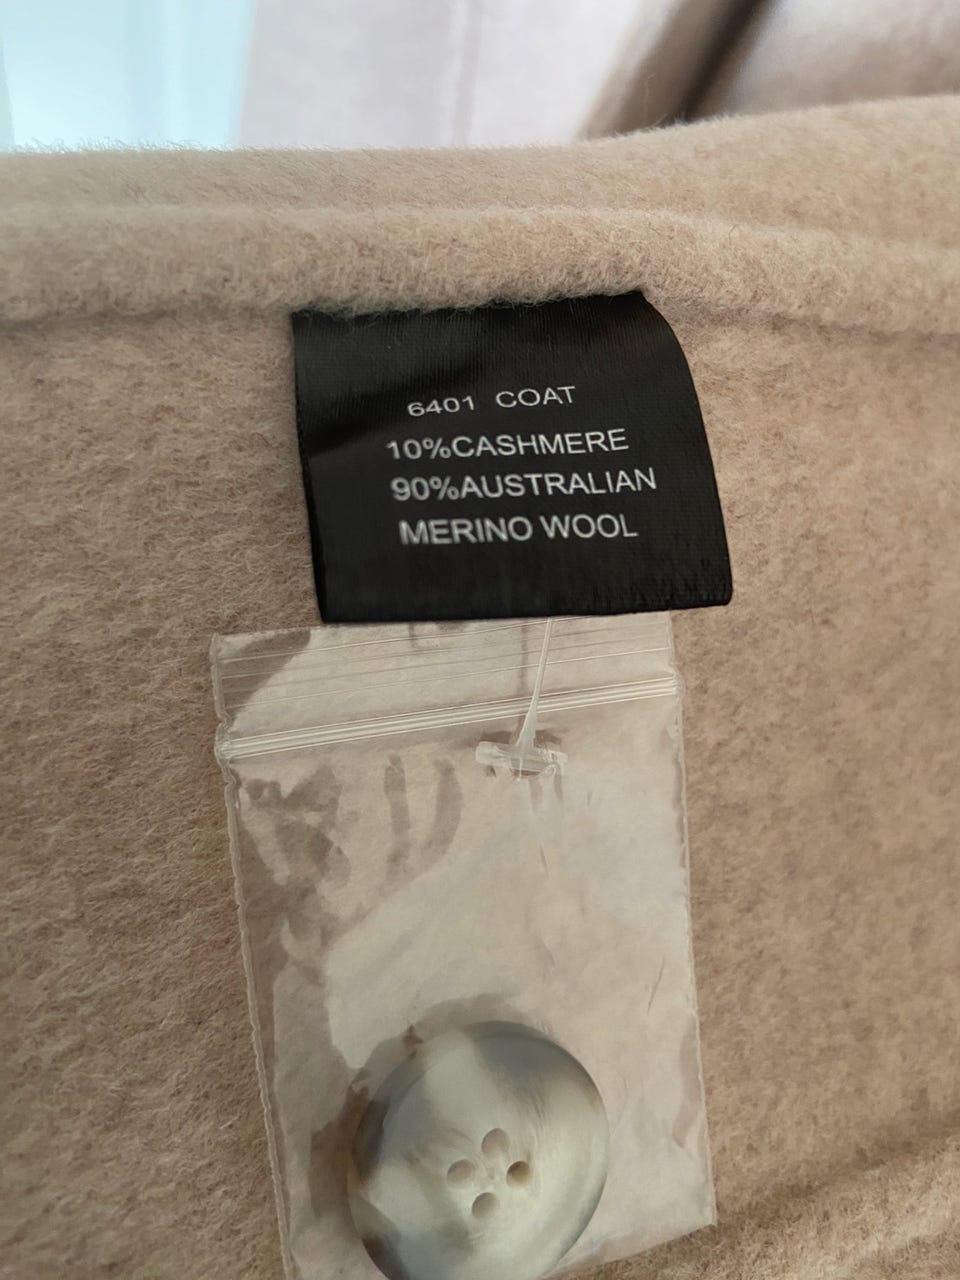 6401 COAT
10%CASHMERE
90%AUSTRALIAN
MERINO WOOL